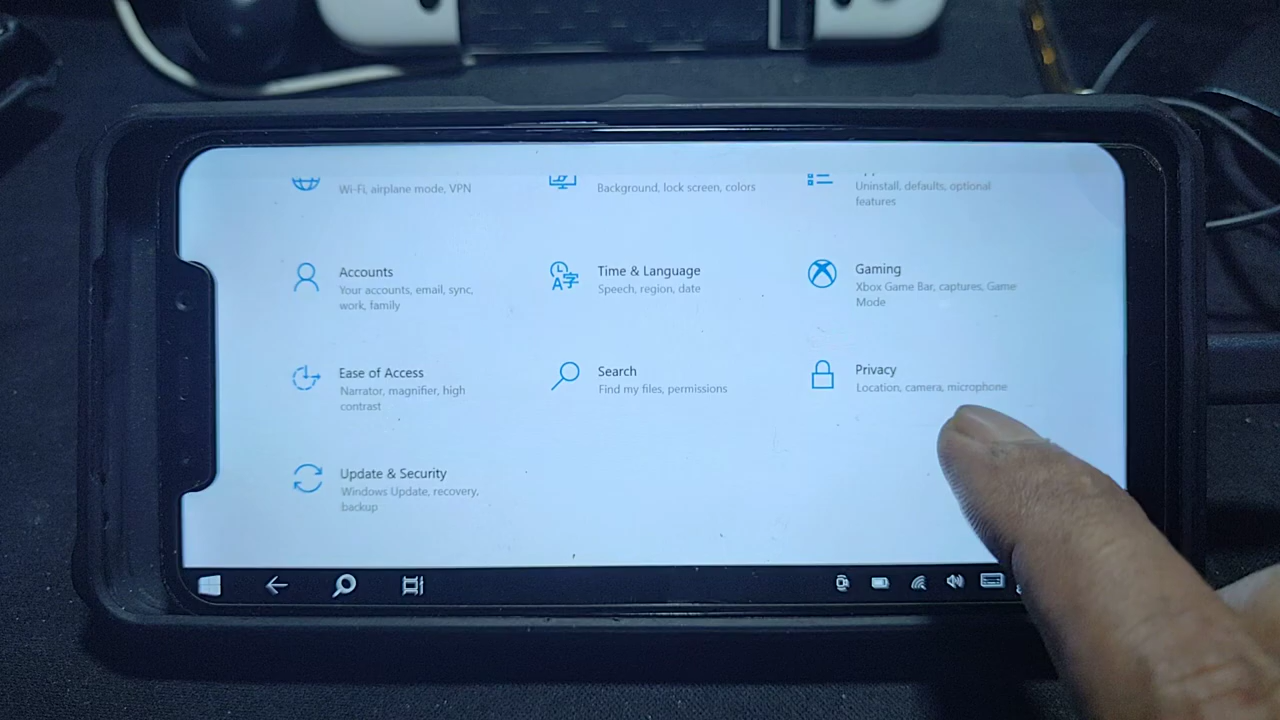 Wi-Fi, airplane mode, VPN
Background, lock screen, colors
Uninstall, defaults, optional
features
Accounts
Your accounts, email, sync,
work, family
Time & Language
Speech, region, date
Gaming
Xbox Game Bar, captures, Game
Mode
Ease of Access
Narrator, magnifier, high
contrast
Search
Find my files, permissions
Privacy
Location, camera, microphone
Update & Security
Windows Update, recovery,
backup